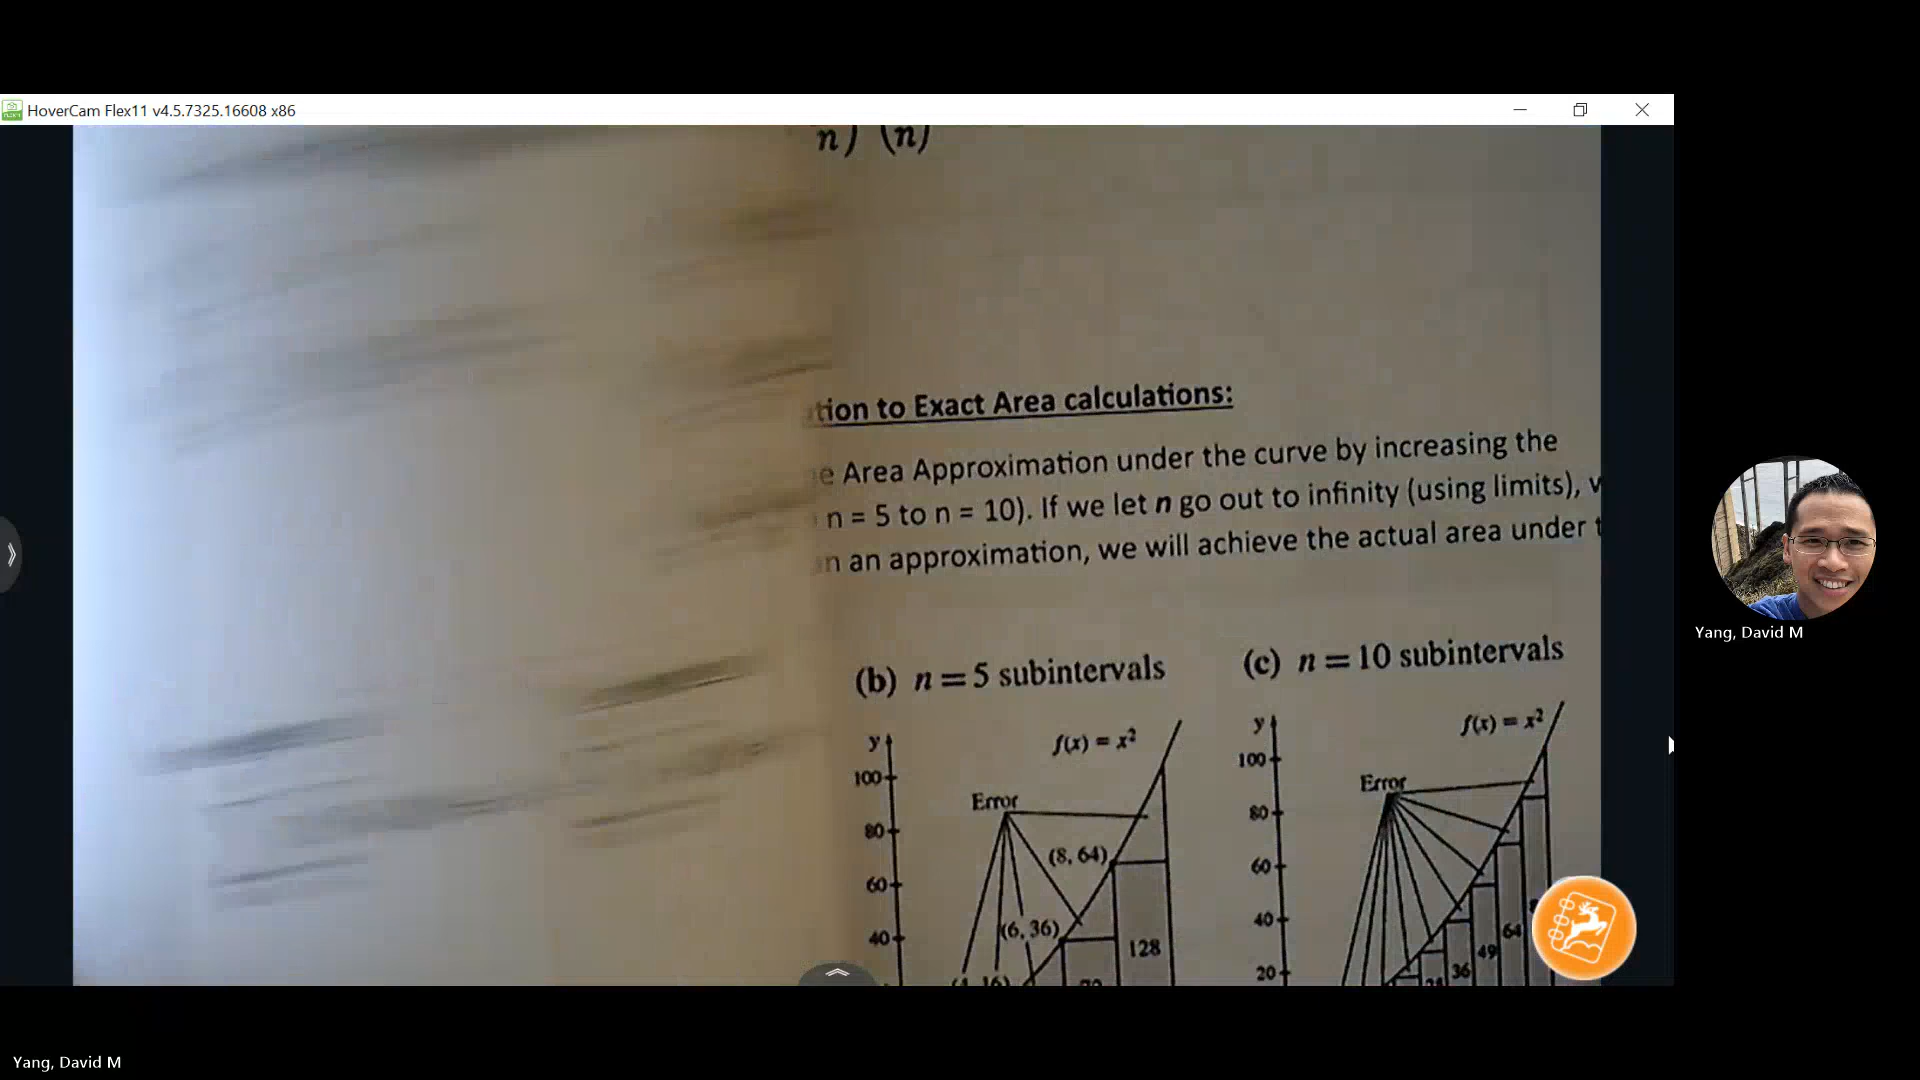 HoverCam Flex11 v4.5.7325.16608 x86
n) (n)
tion to Exact Area calculations:
e Area Approximation under the curve by increasing the
n = 5 to n = 10). If we let n go out to infinity (using limits), w
n an approximation, we will achieve the actual area under t
(b) n = 5 subintervals
(c) n = 10 subintervals
y
f(x) = x²
100
Error
80
(8, 64)
60
(6, 36)
40
128
y
f(x) = x²
100
Error
80
60
40
64
49
36
20
Yang, David M
Yang, David M